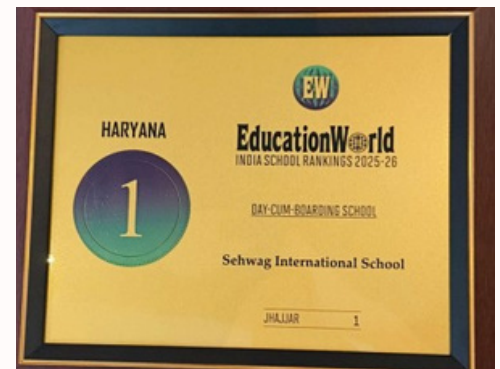 HARYANA
1
EW
EducationWorld
INDIA SCHOOL RANKINGS 2025-26
DAY-CUM-BOARDING SCHOOL
Sehwag International School
JHAJJAR 1